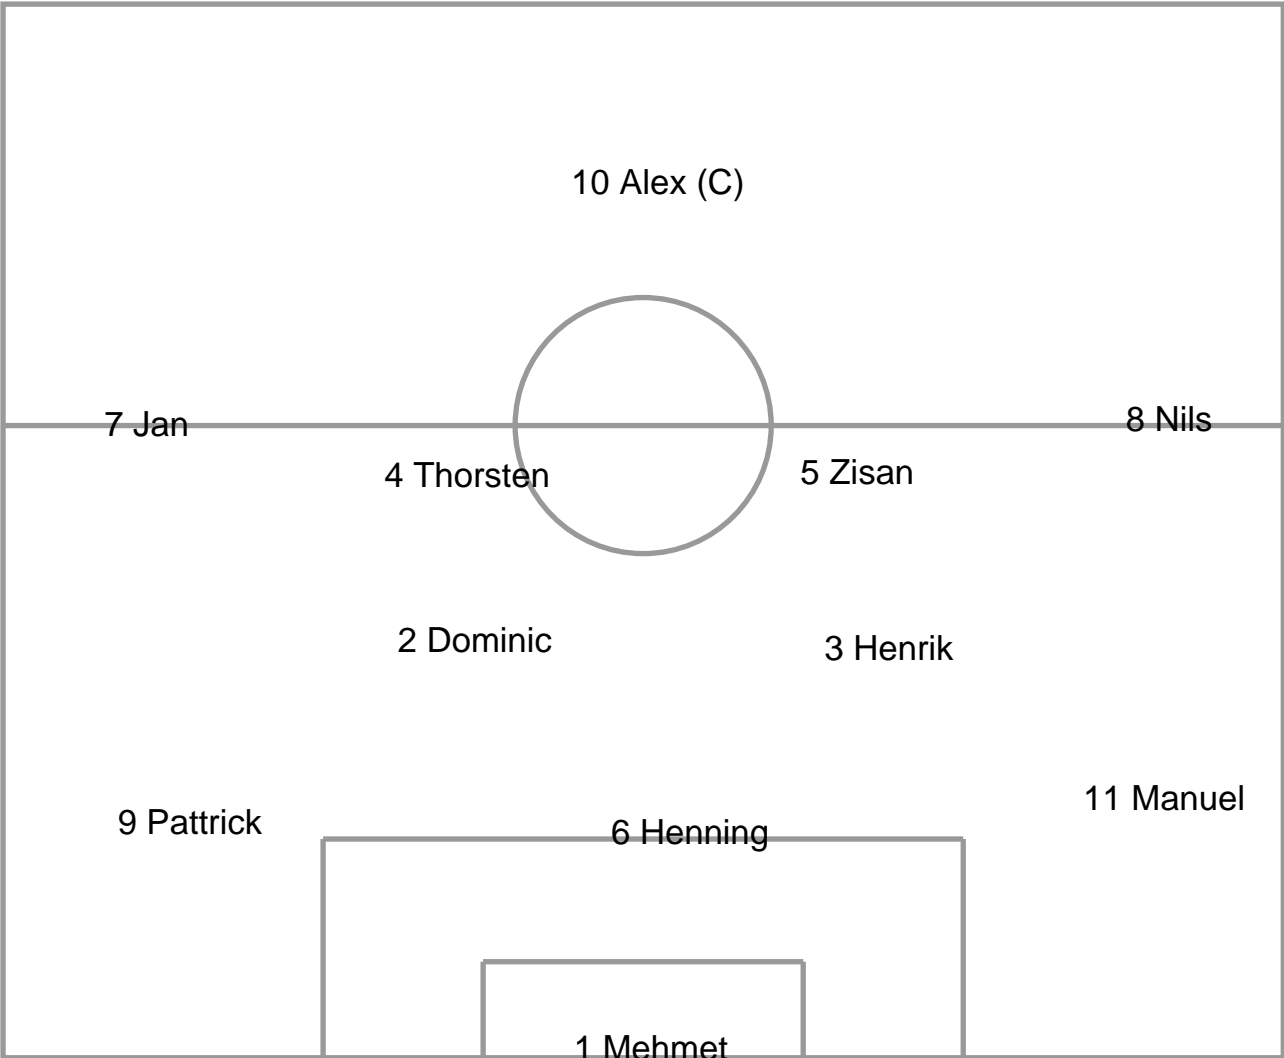 10 Alex (C)
7 Jan
8 Nils
4 Thorsten
5 Zisan
2 Dominic
3 Henrik
9 Pattrick
11 Manuel
6 Henning
1 Mehmet